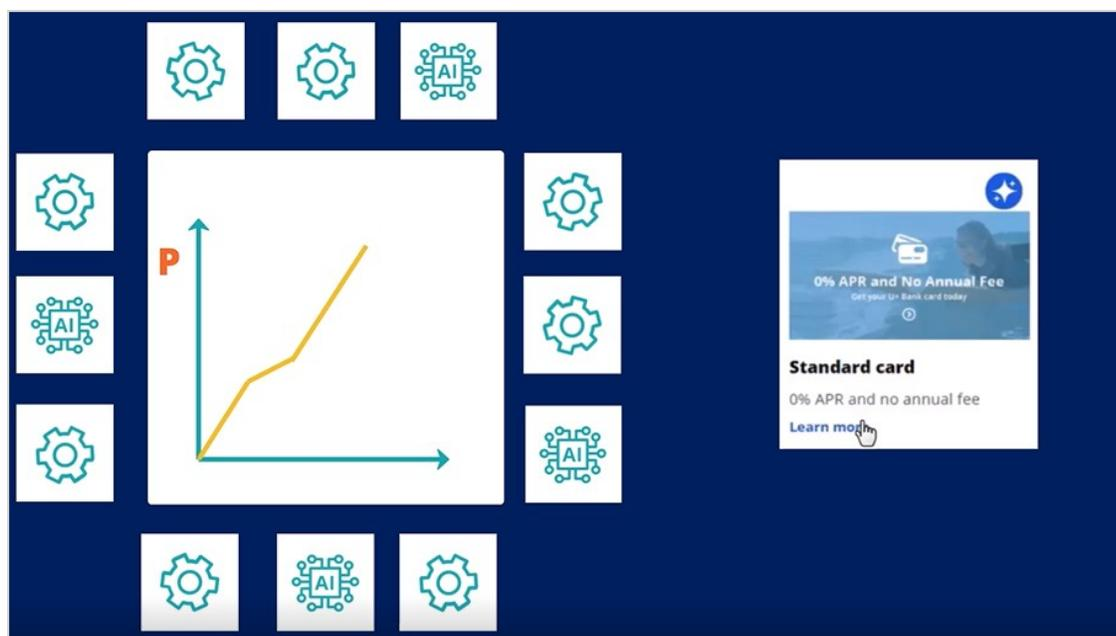 AI
P
AI
AI
AI
0% APR and No Annual Fee
Get your U+ Bank card today
Standard card
0% APR and no annual fee
Learn more